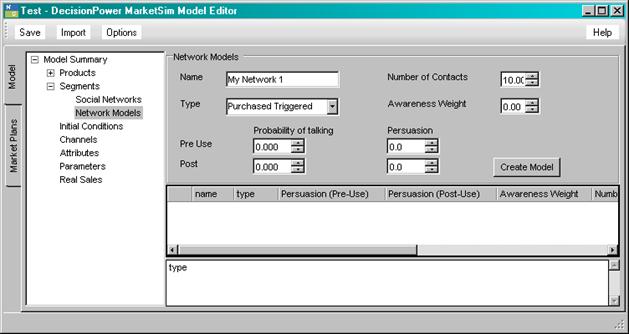 Test - DecisionPower MarketSim Model Editor
Save Import Options Help
Model
Market Plans
Model Summary
Products
Segments
Social Networks
Network Models
Initial Conditions
Channels
Attributes
Parameters
Real Sales
Network Models
Name My Network 1 Number of Contacts 10.00
Type Purchased Triggered Awareness Weight 0.00
Probability of talking Persuasion
Pre Use 0.000 0.0
Post 0.000 0.0
Create Model
name type Persuasion (Pre-Use) Persuasion (Post-Use) Awareness Weight Numb
type